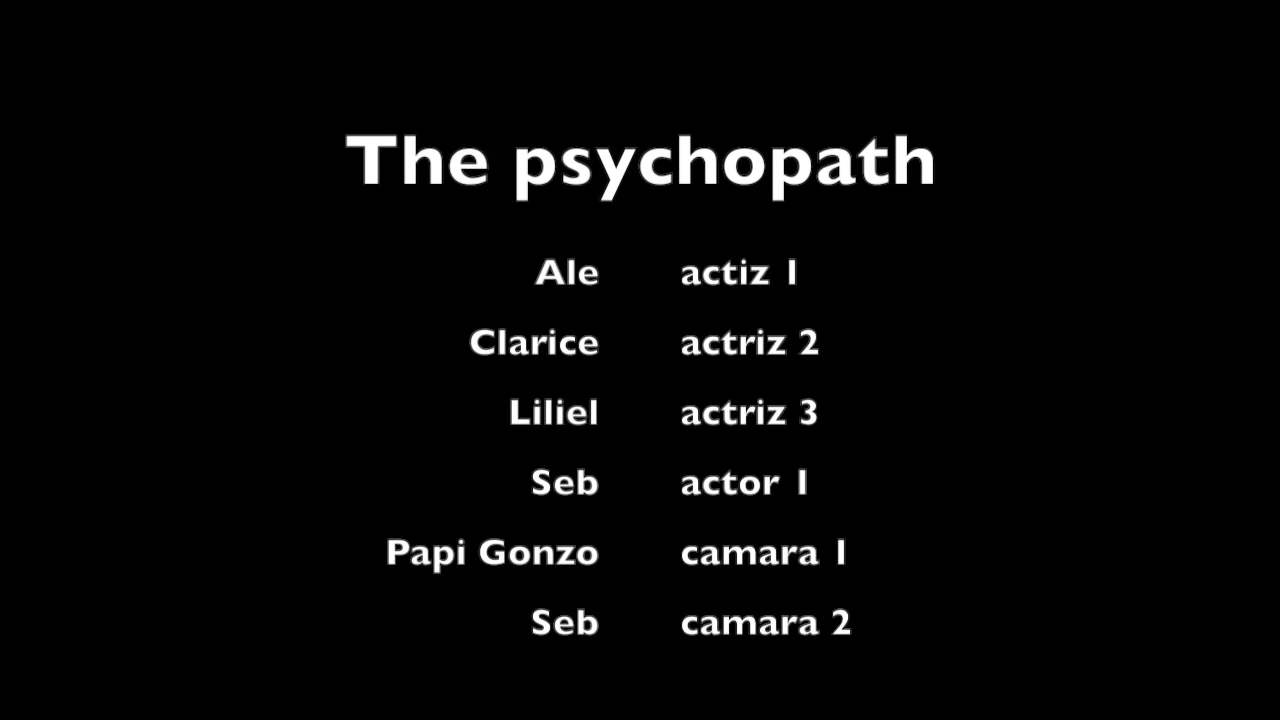 The psychopath
Ale actiz 1
Clarice actriz 2
Liliel actriz 3
Seb actor 1
Papi Gonzo camara 1
Seb camara 2